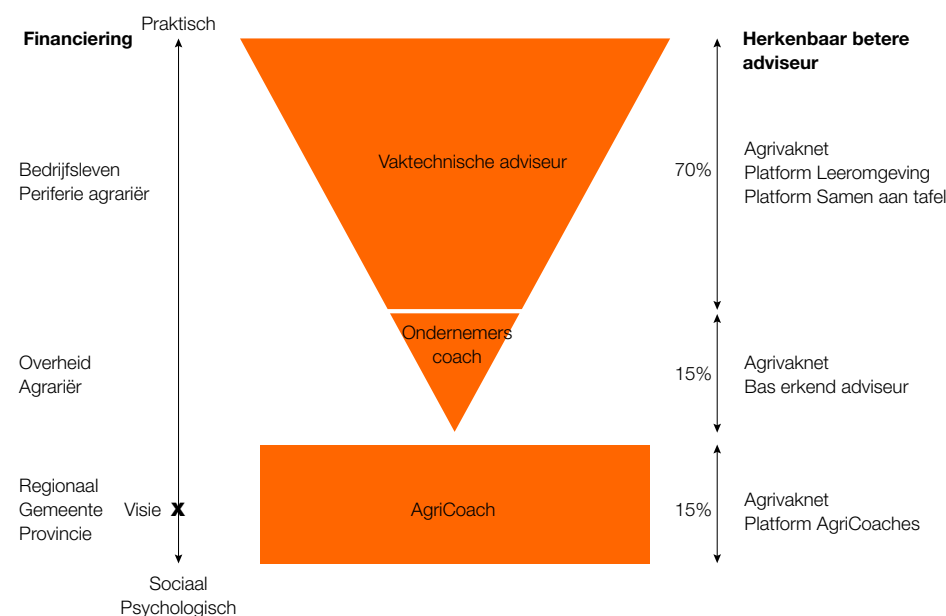 Praktisch
Financiering
Herkenbaar betere
adviseur
Bedrijfsleven
Periferie agrariër
Vaktechnische adviseur
70%
Agrivaknet
Platform Leeromgeving
Platform Samen aan tafel
Ondernemers
coach
Overheid
Agrariër
15%
Agrivaknet
Bas erkend adviseur
Regionaal
Gemeente
Provincie
Visie X
AgriCoach
15%
Agrivaknet
Platform AgriCoaches
Sociaal
Psychologisch